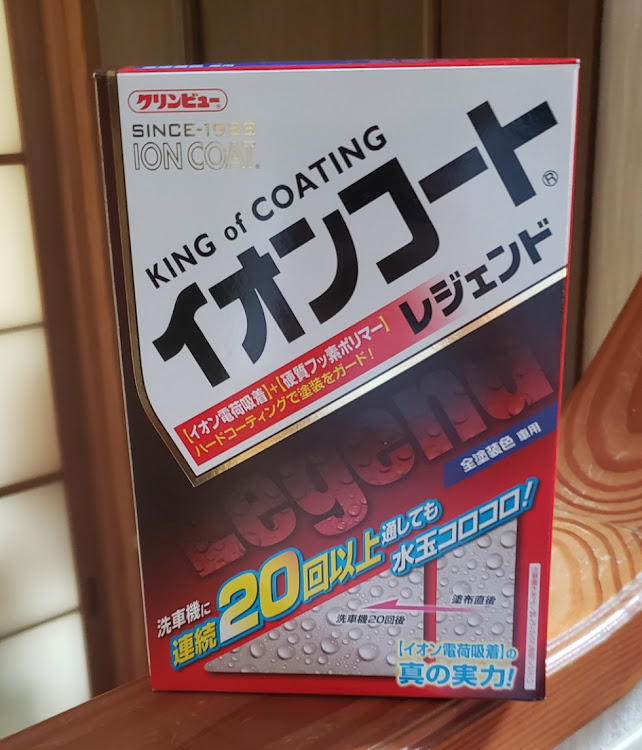 クリンビュー®
SINCE-1983
ION COAT®
KING of COATING
イオンコート®
レジェンド
【イオン電荷吸着】+【硬質フッ素ポリマー】
ハードコーティングで塗装をガード!
Legend
全塗装色 車用
洗車機に
連続20回以上通しても
水玉コロコロ!
塗布直後
洗車機20回後
【イオン電荷吸着】の
真の実力!